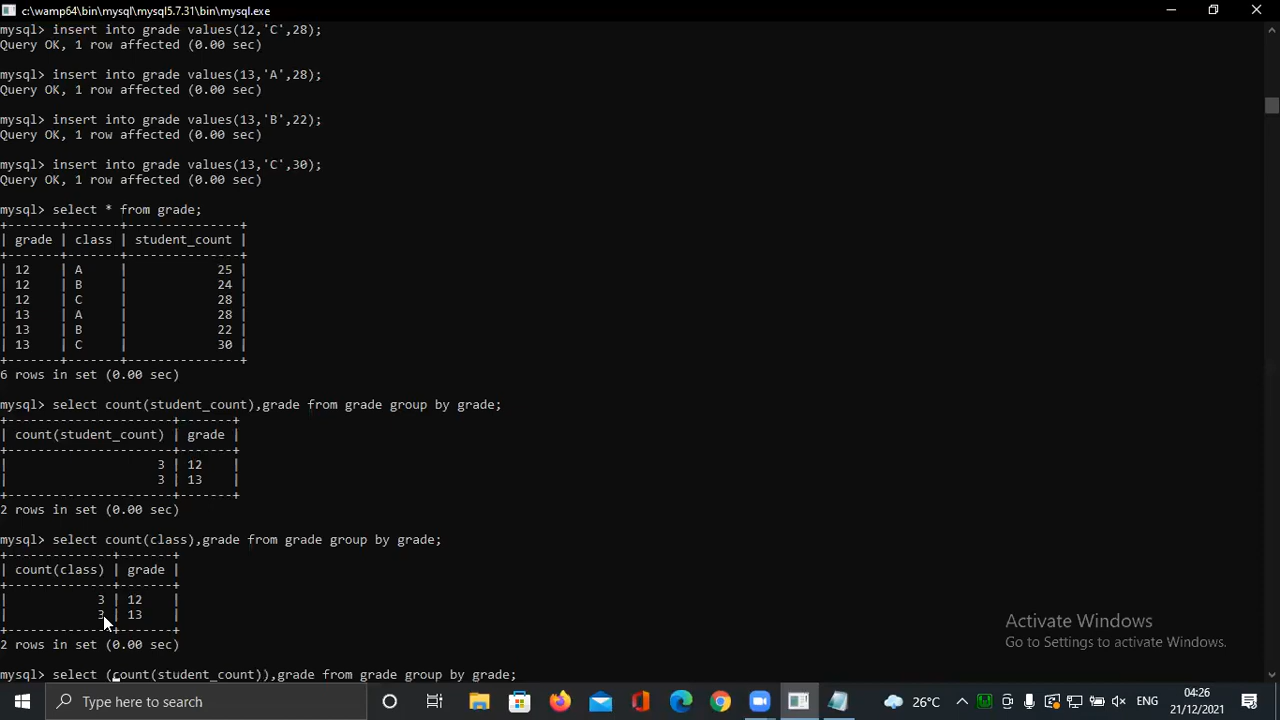 c:\wamp64\bin\mysql\mysql5.7.31\bin\mysql.exe
mysql> insert into grade values(12,'C',28);
Query OK, 1 row affected (0.00 sec)
mysql> insert into grade values(13,'A',28);
Query OK, 1 row affected (0.00 sec)
mysql> insert into grade values(13,'B',22);
Query OK, 1 row affected (0.00 sec)
mysql> insert into grade values(13,'C',30);
Query OK, 1 row affected (0.00 sec)
mysql> select * from grade;
+-------+-------+---------------+
| grade | class | student_count |
+-------+-------+---------------+
| 12    | A     |            25 |
| 12    | B     |            24 |
| 12    | C     |            28 |
| 13    | A     |            28 |
| 13    | B     |            22 |
| 13    | C     |            30 |
+-------+-------+---------------+
6 rows in set (0.00 sec)
mysql> select count(student_count),grade from grade group by grade;
+----------------------+-------+
| count(student_count) | grade |
+----------------------+-------+
|                    3 | 12    |
|                    3 | 13    |
+----------------------+-------+
2 rows in set (0.00 sec)
mysql> select count(class),grade from grade group by grade;
+--------------+-------+
| count(class) | grade |
+--------------+-------+
|            3 | 12    |
|            3 | 13    |
+--------------+-------+
2 rows in set (0.00 sec)
mysql> select (count(student_count)),grade from grade group by grade;
Activate Windows
Go to Settings to activate Windows.
Type here to search
26°C
ENG
04:26
21/12/2021